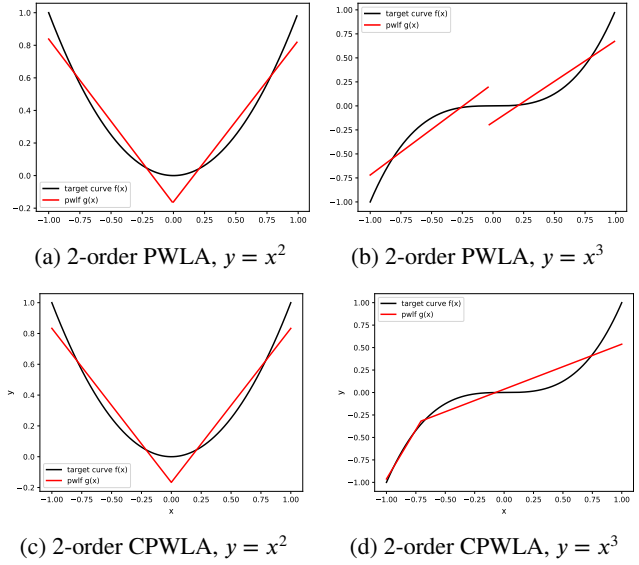 1.0
0.8
0.6
0.4
0.2
0.0
−0.2
target curve f(x)
pwlf g(x)
−1.00 −0.75 −0.50 −0.25 0.00 0.25 0.50 0.75 1.00
1.00
0.75
0.50
0.25
0.00
−0.25
−0.50
−0.75
−1.00
target curve f(x)
pwlf g(x)
−1.00 −0.75 −0.50 −0.25 0.00 0.25 0.50 0.75 1.00
(a) 2-order PWLA, y = x²
(b) 2-order PWLA, y = x³
1.0
0.8
0.6
0.4
0.2
0.0
−0.2
y
target curve f(x)
pwlf g(x)
−1.00 −0.75 −0.50 −0.25 0.00 0.25 0.50 0.75 1.00
x
1.00
0.75
0.50
0.25
0.00
−0.25
−0.50
−0.75
−1.00
y
target curve f(x)
pwlf g(x)
−1.00 −0.75 −0.50 −0.25 0.00 0.25 0.50 0.75 1.00
x
(c) 2-order CPWLA, y = x²
(d) 2-order CPWLA, y = x³